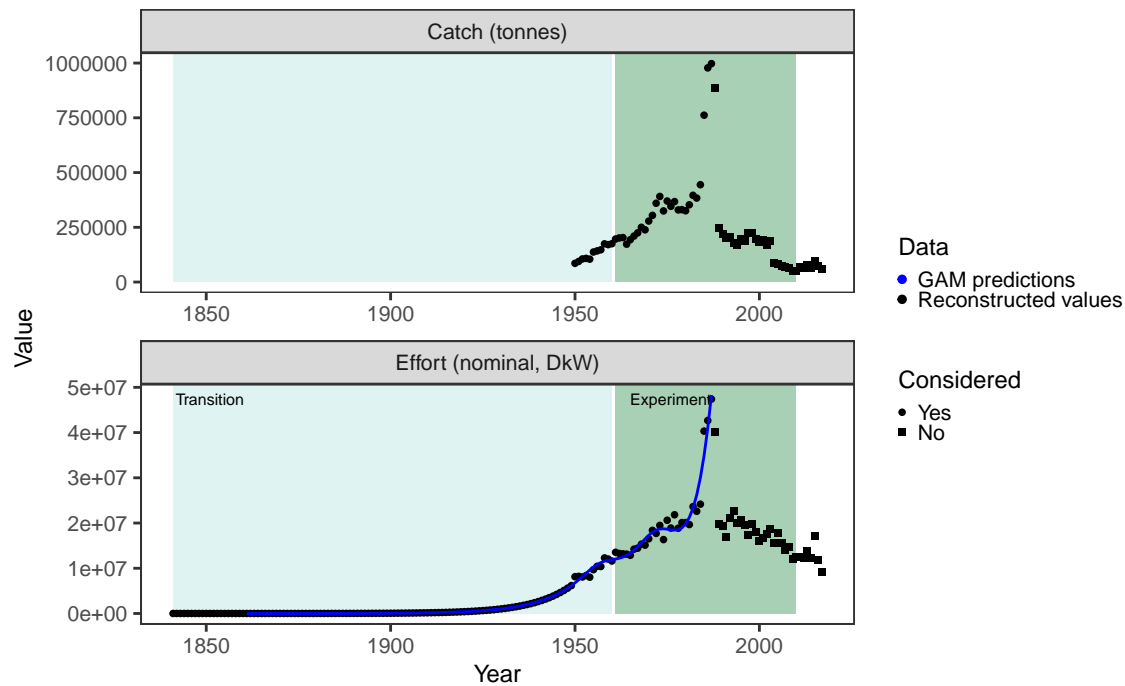 Catch (tonnes)
1000000
750000
500000
250000
0
1850
1900
1950
2000
Value
Effort (nominal, DkW)
5e+07
4e+07
3e+07
2e+07
1e+07
0e+00
Transition
Experiment
1850
1900
1950
2000
Year
Data
GAM predictions
Reconstructed values
Considered
Yes
No